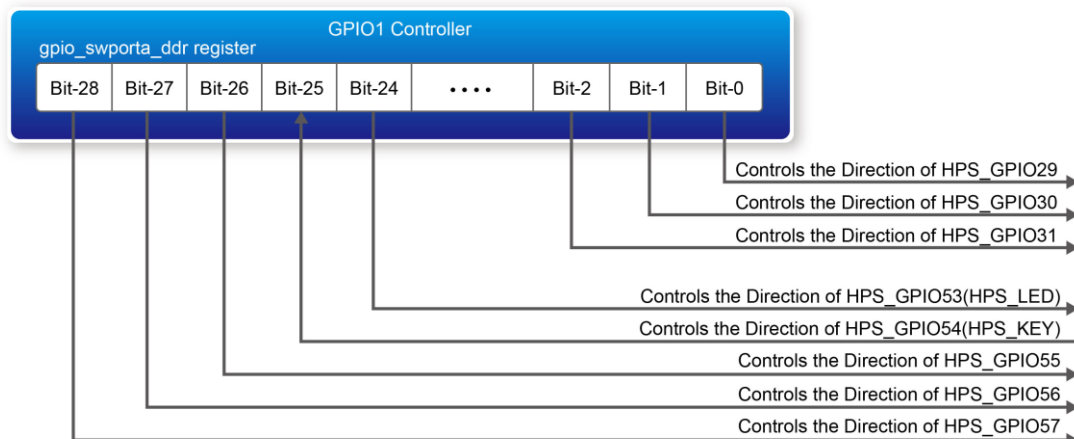 GPIO1 Controller
gpio_swporta_ddr register
Bit-28 Bit-27 Bit-26 Bit-25 Bit-24 •••• Bit-2 Bit-1 Bit-0
Controls the Direction of HPS_GPIO29
Controls the Direction of HPS_GPIO30
Controls the Direction of HPS_GPIO31
Controls the Direction of HPS_GPIO53(HPS_LED)
Controls the Direction of HPS_GPIO54(HPS_KEY)
Controls the Direction of HPS_GPIO55
Controls the Direction of HPS_GPIO56
Controls the Direction of HPS_GPIO57